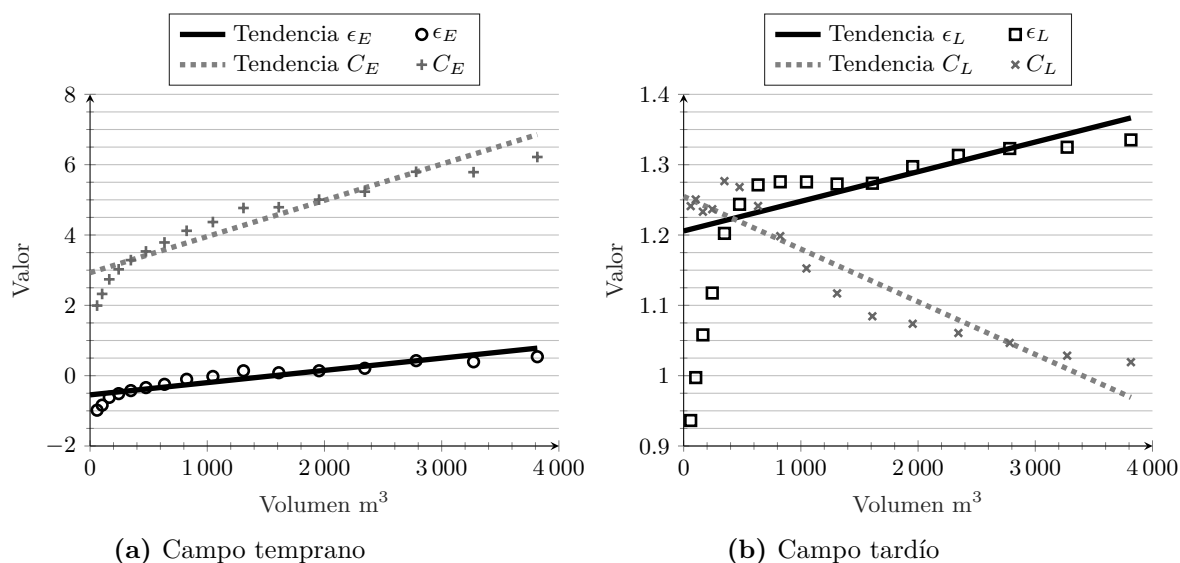 Tendencia ϵ_E ϵ_E
Tendencia C_E C_E
8
6
4
2
0
−2
0 1 000 2 000 3 000 4 000
Valor
Volumen m³
(a) Campo temprano
Tendencia ϵ_L ϵ_L
Tendencia C_L C_L
1.4
1.3
1.2
1.1
1
0.9
0 1 000 2 000 3 000 4 000
Valor
Volumen m³
(b) Campo tardío